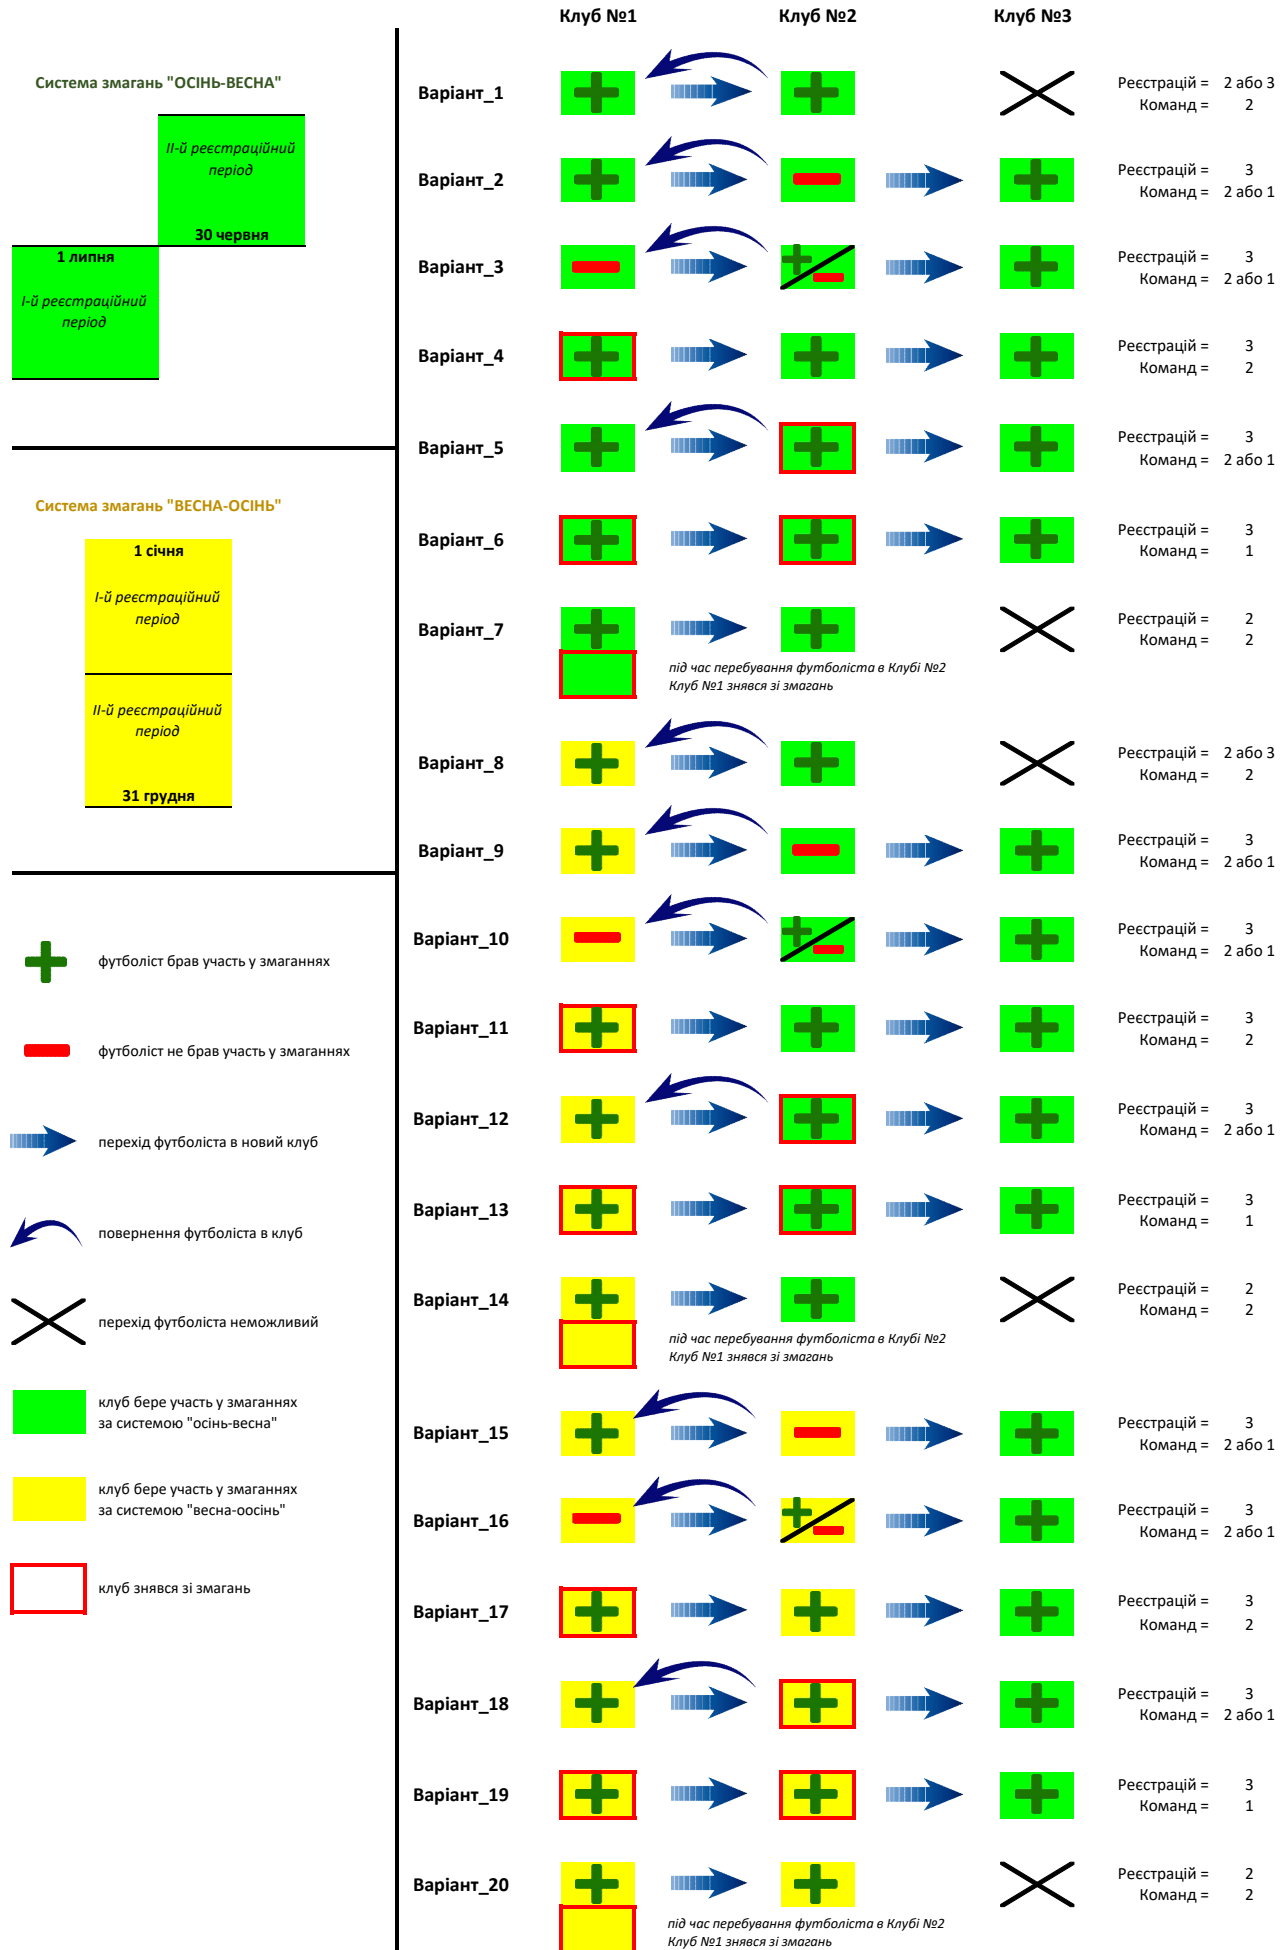 Клуб №1 Клуб №2 Клуб №3
Система змагань "ОСІНЬ-ВЕСНА"
ІІ-й реєстраційний
період
30 червня
1 липня
І-й реєстраційний
період
Система змагань "ВЕСНА-ОСІНЬ"
1 січня
І-й реєстраційний
період
ІІ-й реєстраційний
період
31 грудня
футболіст брав участь у змаганнях
футболіст не брав участь у змаганнях
перехід футболіста в новий клуб
повернення футболіста в клуб
перехід футболіста неможливий
клуб бере участь у змаганнях
за системою "осінь-весна"
клуб бере участь у змаганнях
за системою "весна-оосінь"
клуб знявся зі змагань
Варіант_1
Реєстрацій = 2 або 3
Команд = 2
Варіант_2
Реєстрацій = 3
Команд = 2 або 1
Варіант_3
Реєстрацій = 3
Команд = 2 або 1
Варіант_4
Реєстрацій = 3
Команд = 2
Варіант_5
Реєстрацій = 3
Команд = 2 або 1
Варіант_6
Реєстрацій = 3
Команд = 1
Варіант_7
Реєстрацій = 2
Команд = 2
під час перебування футболіста в Клубі №2
Клуб №1 знявся зі змагань
Варіант_8
Реєстрацій = 2 або 3
Команд = 2
Варіант_9
Реєстрацій = 3
Команд = 2 або 1
Варіант_10
Реєстрацій = 3
Команд = 2 або 1
Варіант_11
Реєстрацій = 3
Команд = 2
Варіант_12
Реєстрацій = 3
Команд = 2 або 1
Варіант_13
Реєстрацій = 3
Команд = 1
Варіант_14
Реєстрацій = 2
Команд = 2
під час перебування футболіста в Клубі №2
Клуб №1 знявся зі змагань
Варіант_15
Реєстрацій = 3
Команд = 2 або 1
Варіант_16
Реєстрацій = 3
Команд = 2 або 1
Варіант_17
Реєстрацій = 3
Команд = 2
Варіант_18
Реєстрацій = 3
Команд = 2 або 1
Варіант_19
Реєстрацій = 3
Команд = 1
Варіант_20
Реєстрацій = 2
Команд = 2
під час перебування футболіста в Клубі №2
Клуб №1 знявся зі змагань